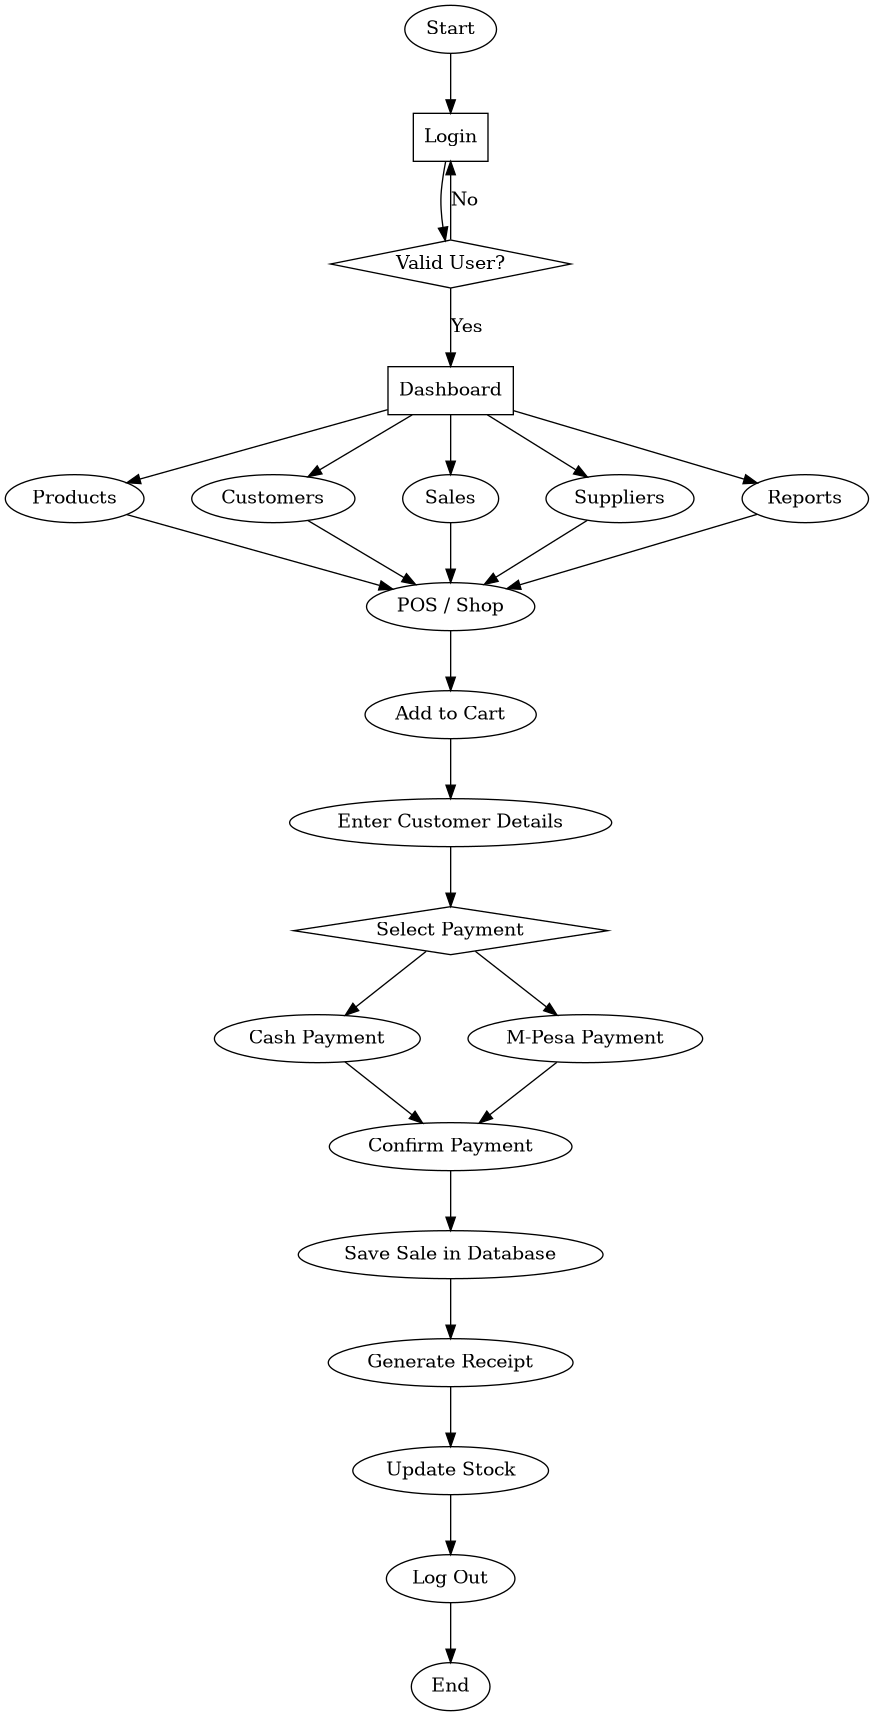 Start
Login
No
Valid User?
Yes
Dashboard
Products
Customers
Sales
Suppliers
Reports
POS / Shop
Add to Cart
Enter Customer Details
Select Payment
Cash Payment
M-Pesa Payment
Confirm Payment
Save Sale in Database
Generate Receipt
Update Stock
Log Out
End